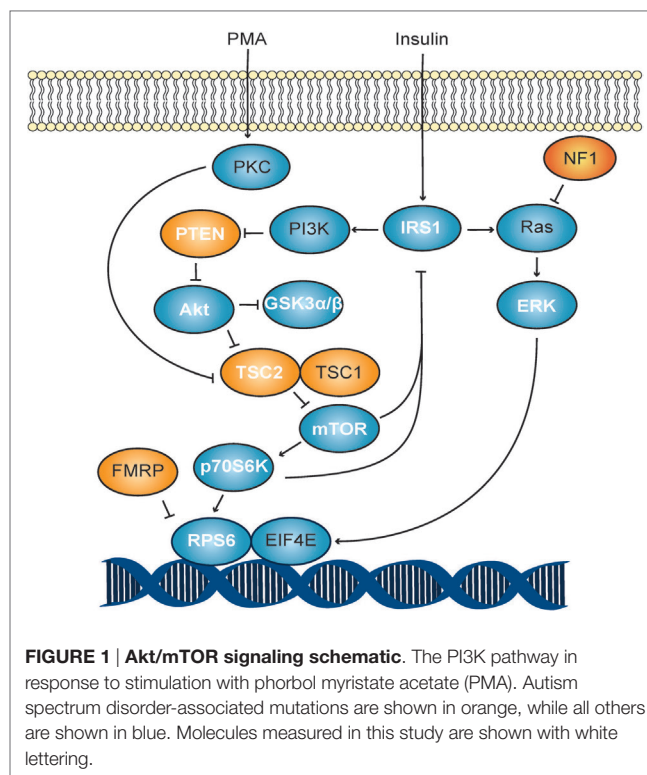 PMA
Insulin
PKC
NF1
PTEN
PI3K
IRS1
Ras
Akt
GSK3α/β
ERK
TSC2
TSC1
mTOR
FMRP
p70S6K
RPS6
EIF4E
FIGURE 1 | Akt/mTOR signaling schematic. The PI3K pathway in
response to stimulation with phorbol myristate acetate (PMA). Autism
spectrum disorder-associated mutations are shown in orange, while all others
are shown in blue. Molecules measured in this study are shown with white
lettering.